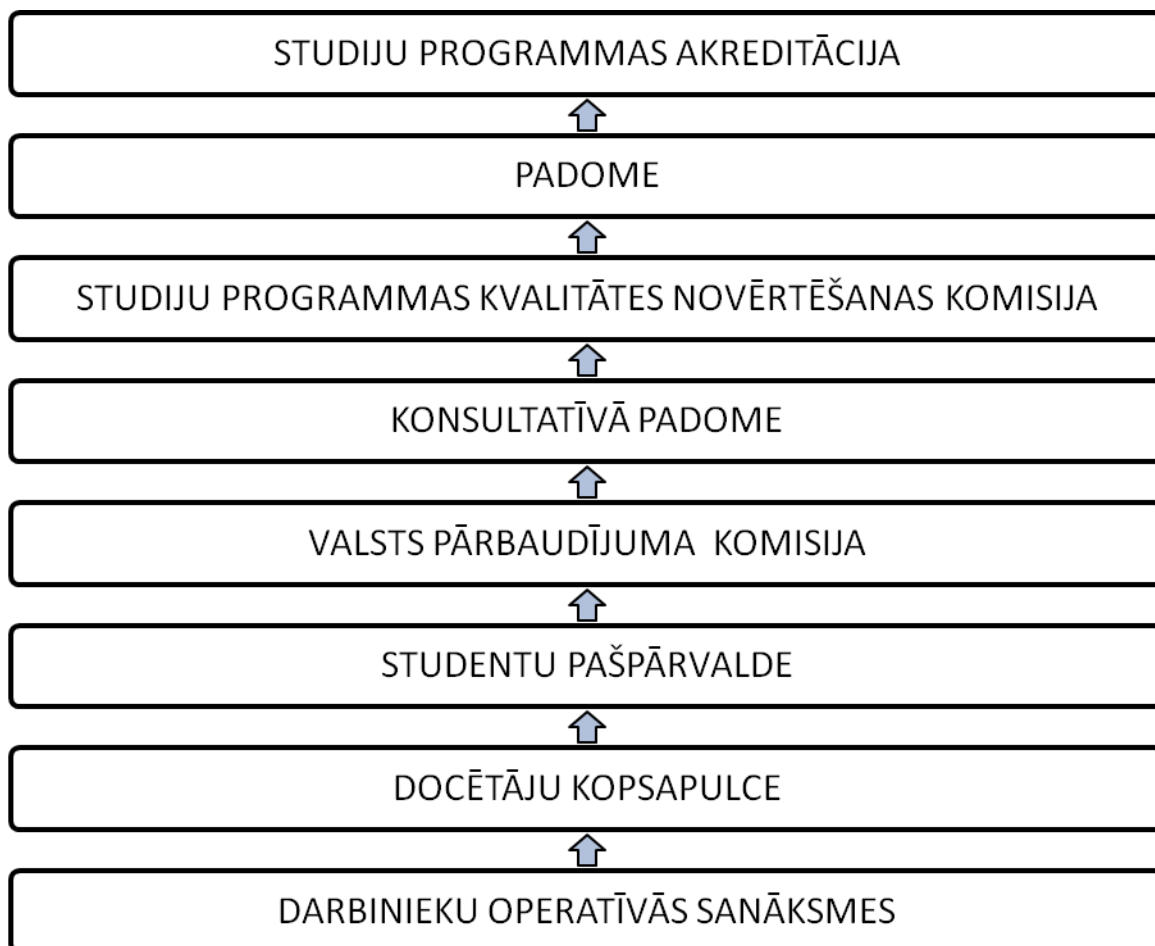 STUDIJU PROGRAMMAS AKREDITĀCIJA
PADOME
STUDIJU PROGRAMMAS KVALITĀTES NOVĒRTĒŠANAS KOMISIJA
KONSULTATĪVĀ PADOME
VALSTS PĀRBAUDĪJUMA KOMISIJA
STUDENTU PAŠPĀRVALDE
DOCĒTĀJU KOPSAPULCE
DARBINIEKU OPERATĪVĀS SANĀKSMES